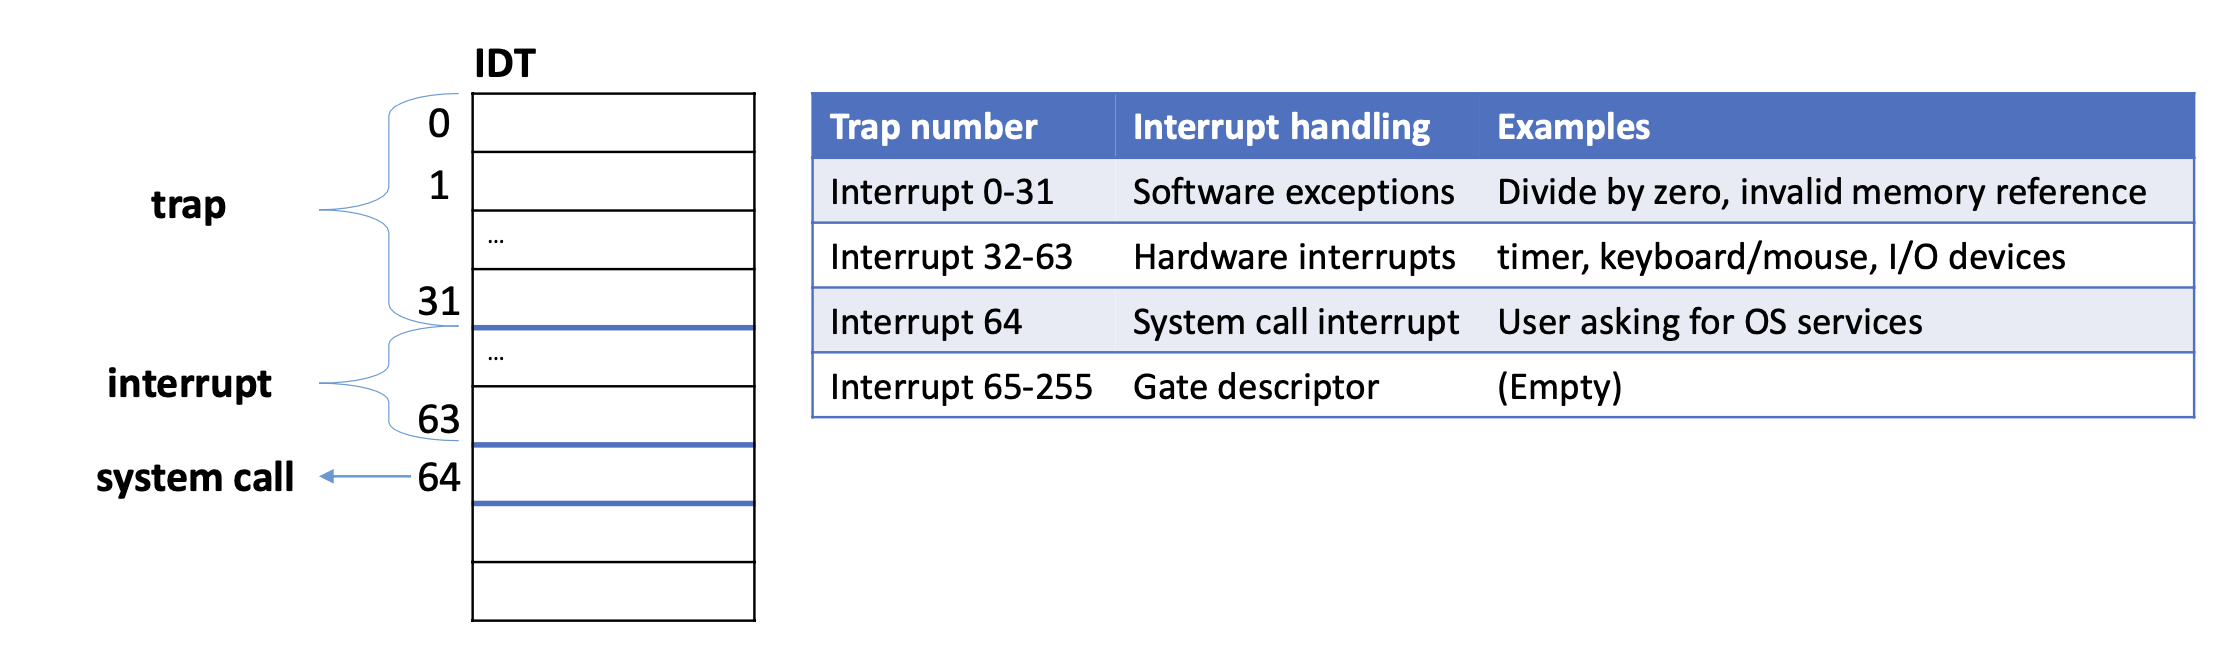 IDT
0
1
trap
...
31
...
interrupt
63
system call 64
Trap number Interrupt handling Examples
Interrupt 0-31 Software exceptions Divide by zero, invalid memory reference
Interrupt 32-63 Hardware interrupts timer, keyboard/mouse, I/O devices
Interrupt 64 System call interrupt User asking for OS services
Interrupt 65-255 Gate descriptor (Empty)